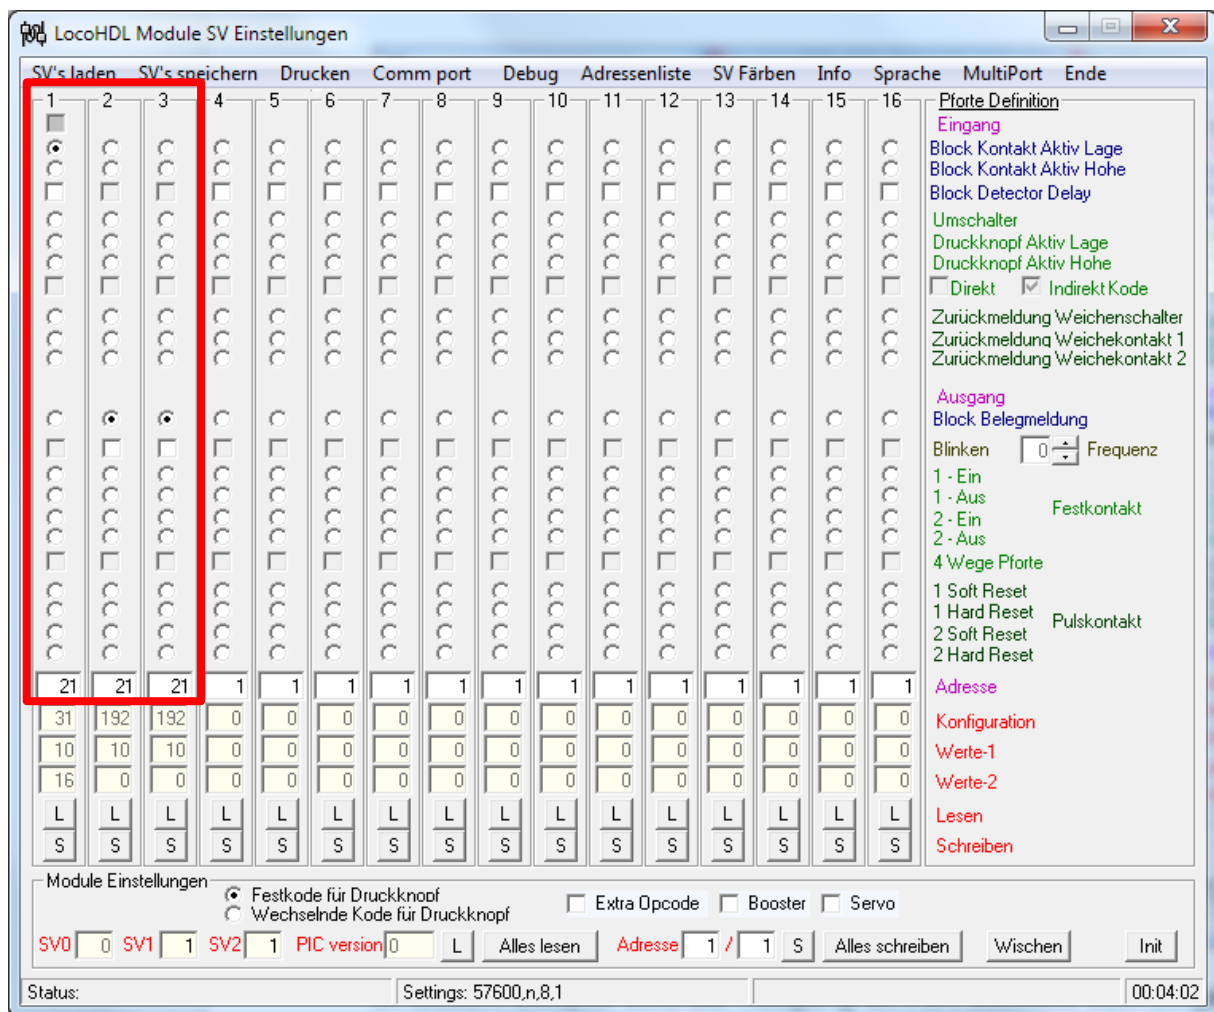 LocoHDL Module SV Einstellungen
SV's laden SV's speichern Drucken Comm port Debug Adressenliste SV Färben Info Sprache MultiPort Ende
1 2 3 4 5 6 7 8 9 10 11 12 13 14 15 16 Pforte Definition
Eingang
Block Kontakt Aktiv Lage
Block Kontakt Aktiv Hohe
Block Detector Delay
Umschalter
Druckknopf Aktiv Lage
Druckknopf Aktiv Hohe
Direkt Indirekt Kode
Zurückmeldung Weichenschalter
Zurückmeldung Weichekontakt 1
Zurückmeldung Weichekontakt 2
Ausgang
Block Belegmeldung
Blinken 0 Frequenz
1 - Ein
1 - Aus
Festkontakt
2 - Ein
2 - Aus
4 Wege Pforte
1 Soft Reset
1 Hard Reset
Pulskontakt
2 Soft Reset
2 Hard Reset
21 21 21 1 1 1 1 1 1 1 1 1 1 1 1 1 Adresse
31 192 192 0 0 0 0 0 0 0 0 0 0 0 0 0 Konfiguration
10 10 10 0 0 0 0 0 0 0 0 0 0 0 0 0 Werte-1
16 0 0 0 0 0 0 0 0 0 0 0 0 0 0 0 Werte-2
L L L L L L L L L L L L L L L L Lesen
S S S S S S S S S S S S S S S S Schreiben
Module Einstellungen
Festkode für Druckknopf
Wechselnde Kode für Druckknopf
Extra Opcode Booster Servo
SV0 0 SV1 1 SV2 1 PIC version 0 L Alles lesen Adresse 1 / 1 S Alles schreiben Wischen Init
Status: Settings: 57600,n,8,1 00:04:02